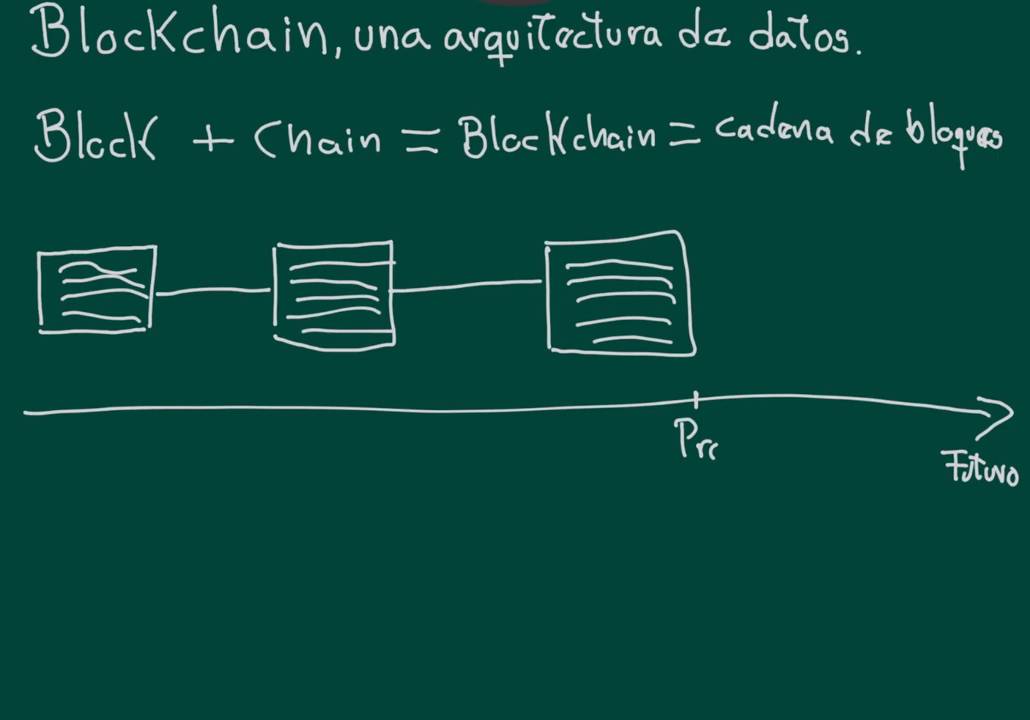 Blockchain, una arquitectura de datos.
Block + Chain = Blockchain = cadena de bloques
Pre
Futuro